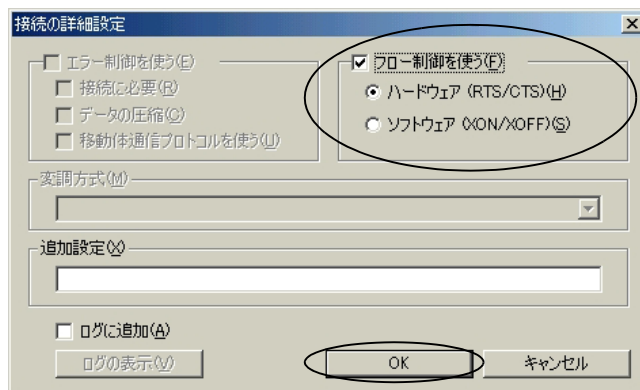 接続の詳細設定
エラー制御を使う(E)
接続に必要(R)
データの圧縮(C)
移動体通信プロトコルを使う(U)
フロー制御を使う(F)
ハードウェア (RTS/CTS)(H)
ソフトウェア (XON/XOFF)(S)
変調方式(M)
追加設定(X)
ログに追加(A)
ログの表示(V)
OK
キャンセル